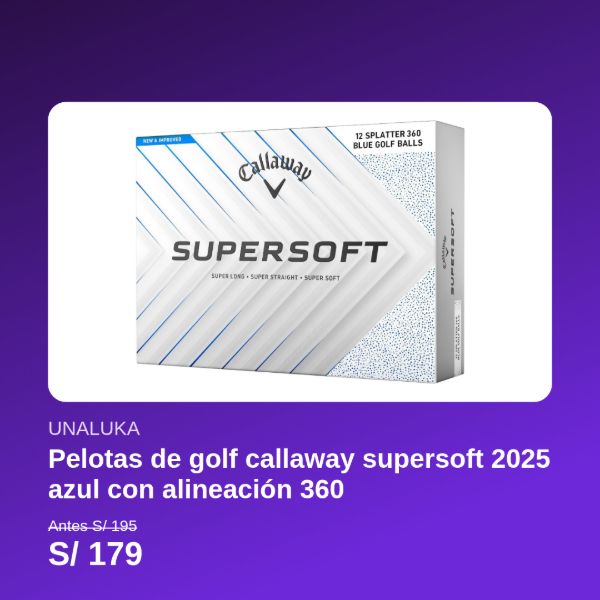 NEW & IMPROVED
12 SPLATTER 360
BLUE GOLF BALLS
Callaway
SUPERSOFT
SUPER LONG • SUPER STRAIGHT • SUPER SOFT
Callaway
SUPERSOFT
UNALUKA
Pelotas de golf callaway supersoft 2025
azul con alineación 360
Antes S/ 195
S/ 179